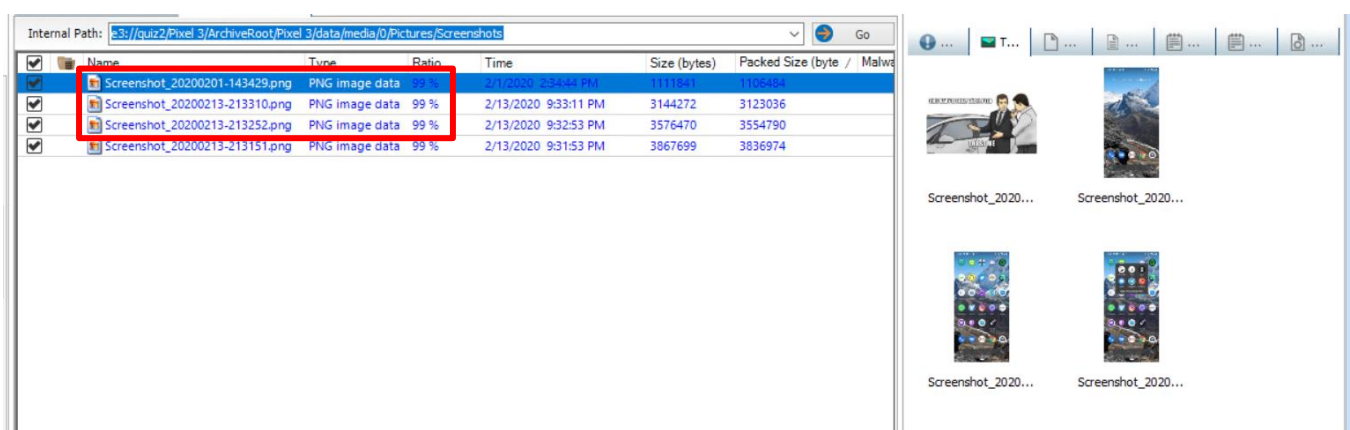 Internal Path: e3://quiz2/Pixel 3/ArchiveRoot/Pixel 3/data/media/0/Pictures/Screenshots Go
Name Type Ratio Time Size (bytes) Packed Size (byte / Malwa
Screenshot_20200201-143429.png PNG image data 99 % 2/1/2020 2:34:44 PM 1111841 1106484
Screenshot_20200213-213310.png PNG image data 99 % 2/13/2020 9:33:11 PM 3144272 3123036
Screenshot_20200213-213252.png PNG image data 99 % 2/13/2020 9:32:53 PM 3576470 3554790
Screenshot_20200213-213151.png PNG image data 99 % 2/13/2020 9:31:53 PM 3867699 3836974
... T... ... ... ... ... ...
Screenshot_2020... Screenshot_2020...
Screenshot_2020... Screenshot_2020...